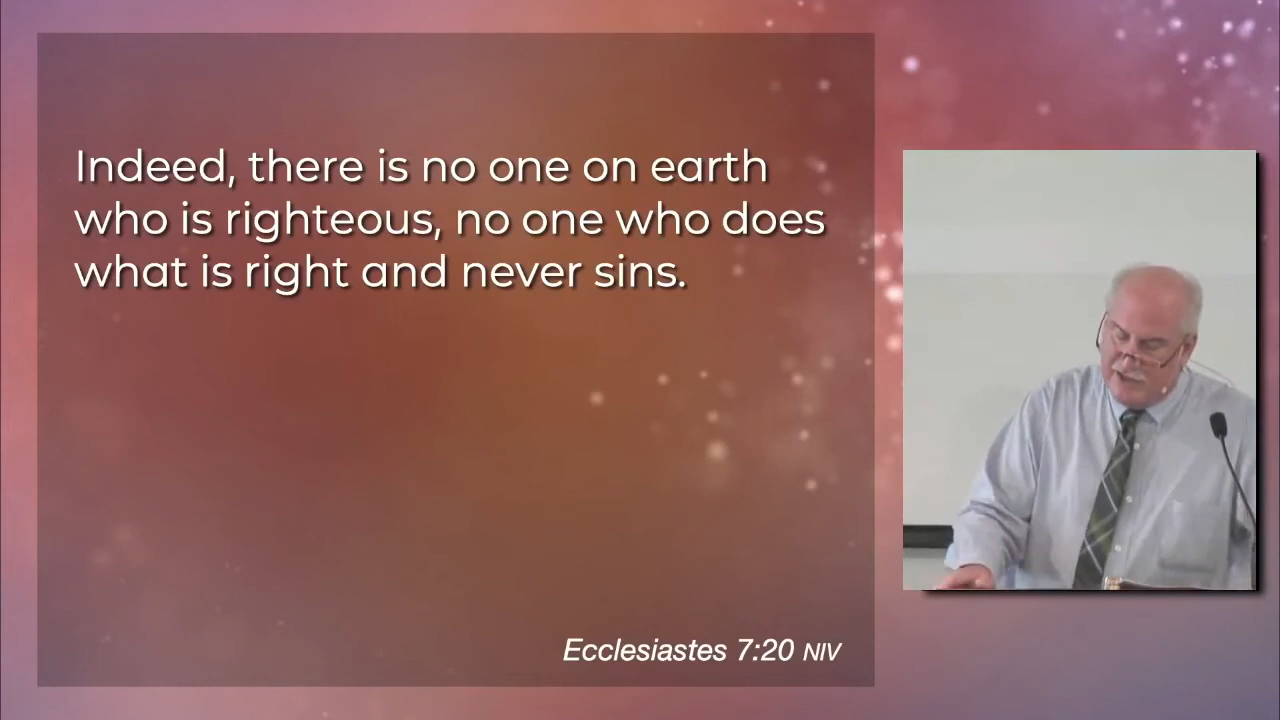 Indeed, there is no one on earth
who is righteous, no one who does
what is right and never sins.
Ecclesiastes 7:20 NIV